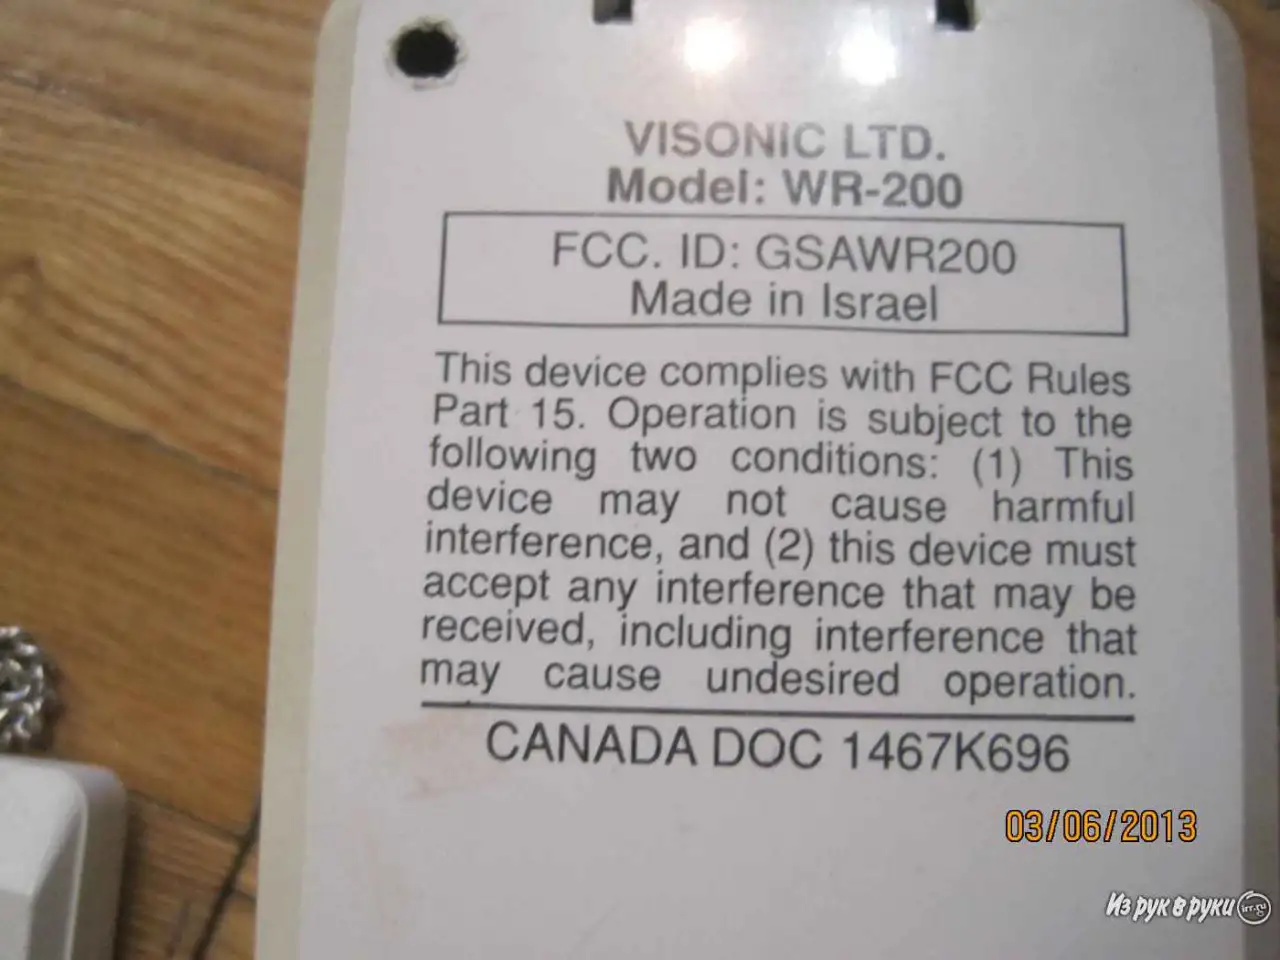 VISONIC LTD.
Model: WR-200
FCC. ID: GSAWR200
Made in Israel
This device complies with FCC Rules
Part 15. Operation is subject to the
following two conditions: (1) This
device may not cause harmful
interference, and (2) this device must
accept any interference that may be
received, including interference that
may cause undesired operation.
CANADA DOC 1467K696
03/06/2013
Из рук в руки irr.ru